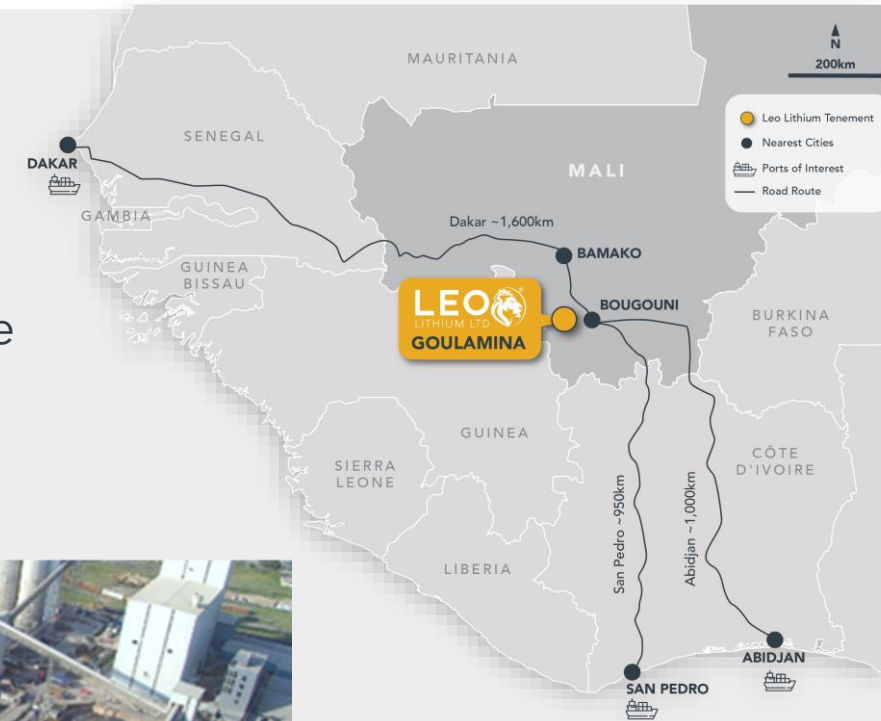 MAURITANIA
N
200km
Leo Lithium Tenement
Nearest Cities
Ports of Interest
Road Route
SENEGAL
DAKAR
MALI
GAMBIA
Dakar ~1,600km
BAMAKO
GUINEA
BISSAU
LEO
LITHIUM LTD
GOULAMINA
BOUGOUNI
BURKINA
FASO
e
GUINEA
SIERRA
LEONE
CÔTE
D'IVOIRE
San Pedro ~950km
Abidjan ~1,000km
LIBERIA
ABIDJAN
SAN PEDRO